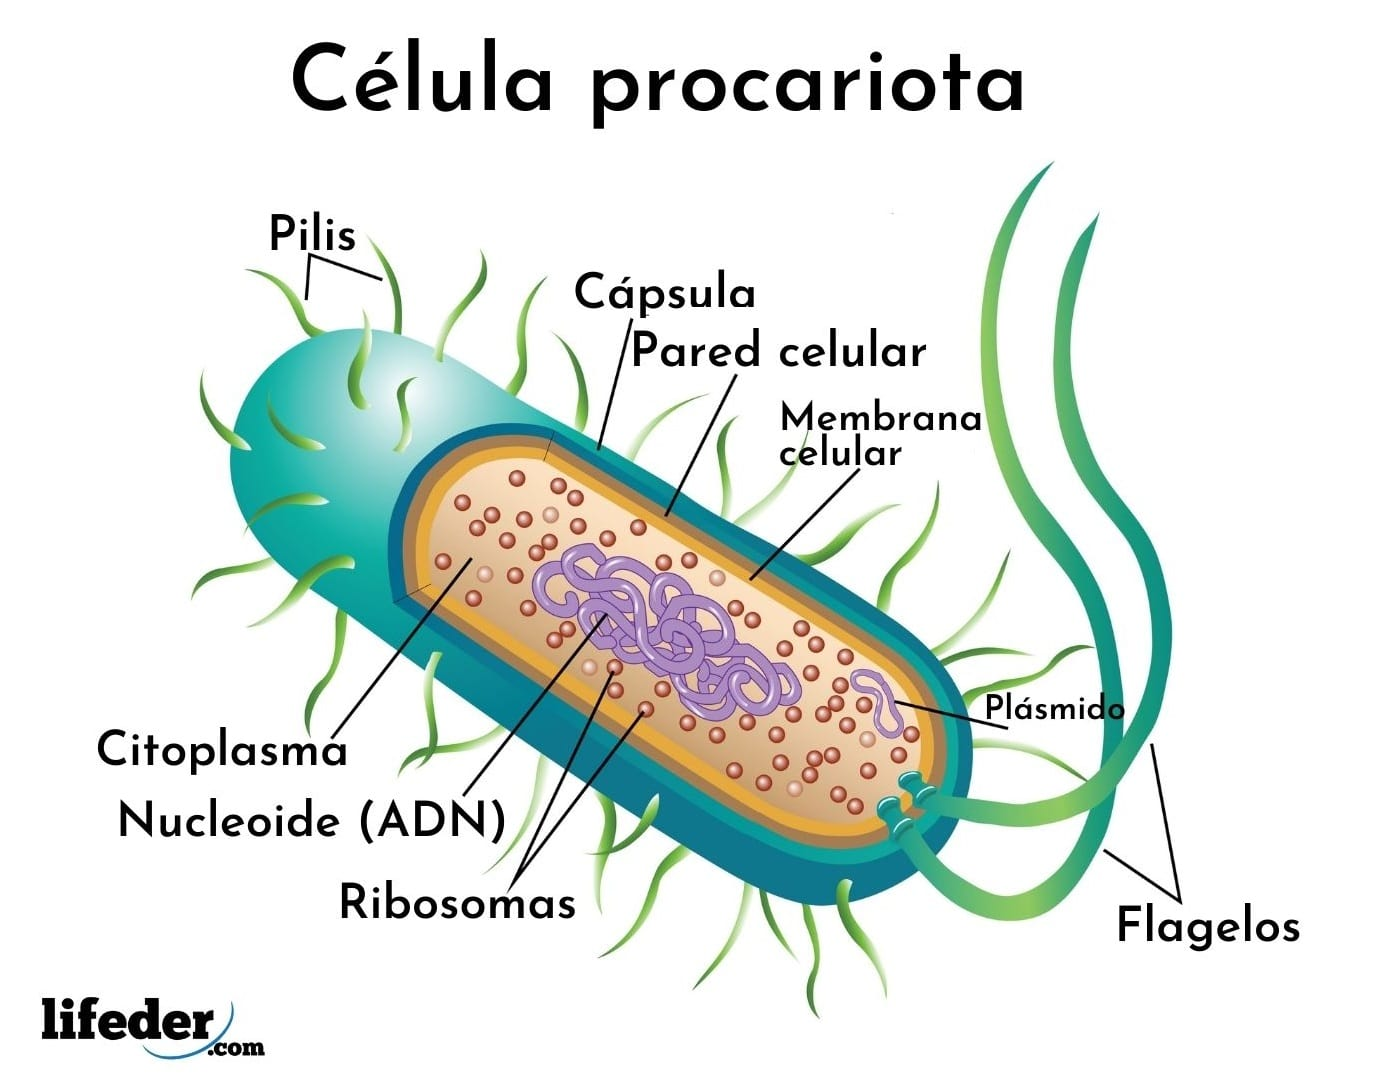 Célula procariota
Pilis
Cápsula
Pared celular
Membrana
celular
Plásmido
Citoplasma
Nucleoide (ADN)
Ribosomas
Flagelos
lifeder
.com